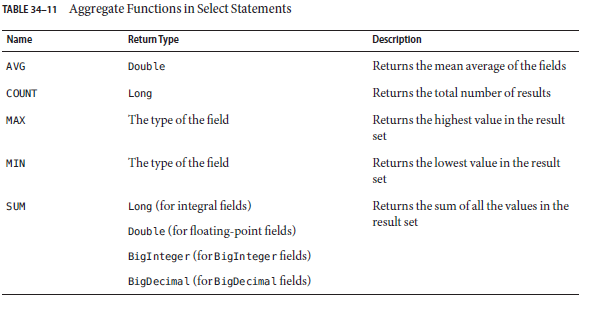 TABLE 34–11 Aggregate Functions in Select Statements
Name Return Type Description
AVG Double Returns the mean average of the fields
COUNT Long Returns the total number of results
MAX The type of the field Returns the highest value in the result
set
MIN The type of the field Returns the lowest value in the result
set
SUM Long (for integral fields) Returns the sum of all the values in the
result set
Double (for floating-point fields)
BigInteger (for BigInteger fields)
BigDecimal (for BigDecimal fields)